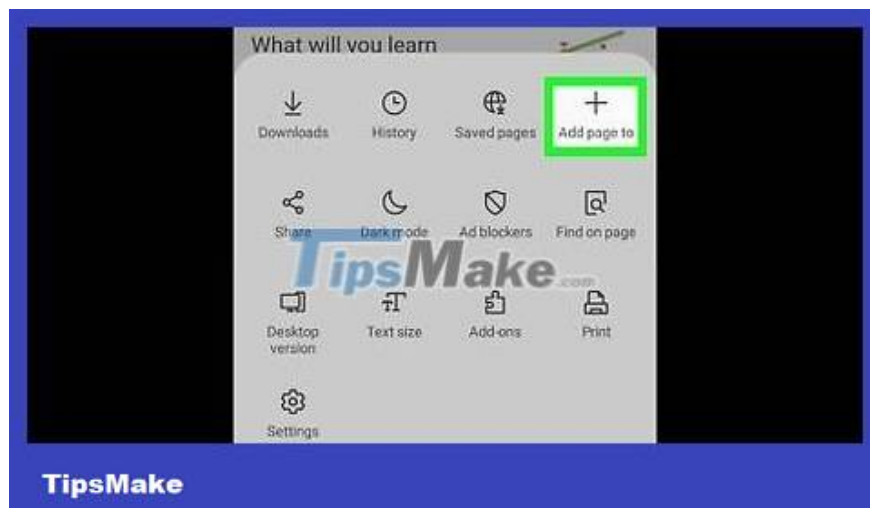 What will you learn
Downloads
History
Saved pages
Add page to
Share
Dark mode
Ad blockers
Find on page
TipsMake.com
Desktop
version
Text size
Add-ons
Print
Settings
TipsMake